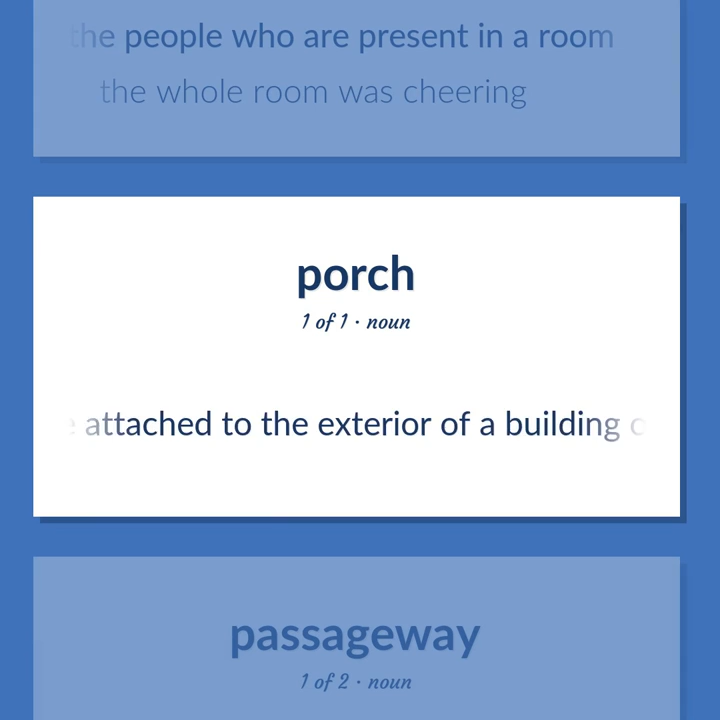 the people who are present in a room
the whole room was cheering
porch
1 of 1 · noun
attached to the exterior of a building
passageway
1 of 2 · noun